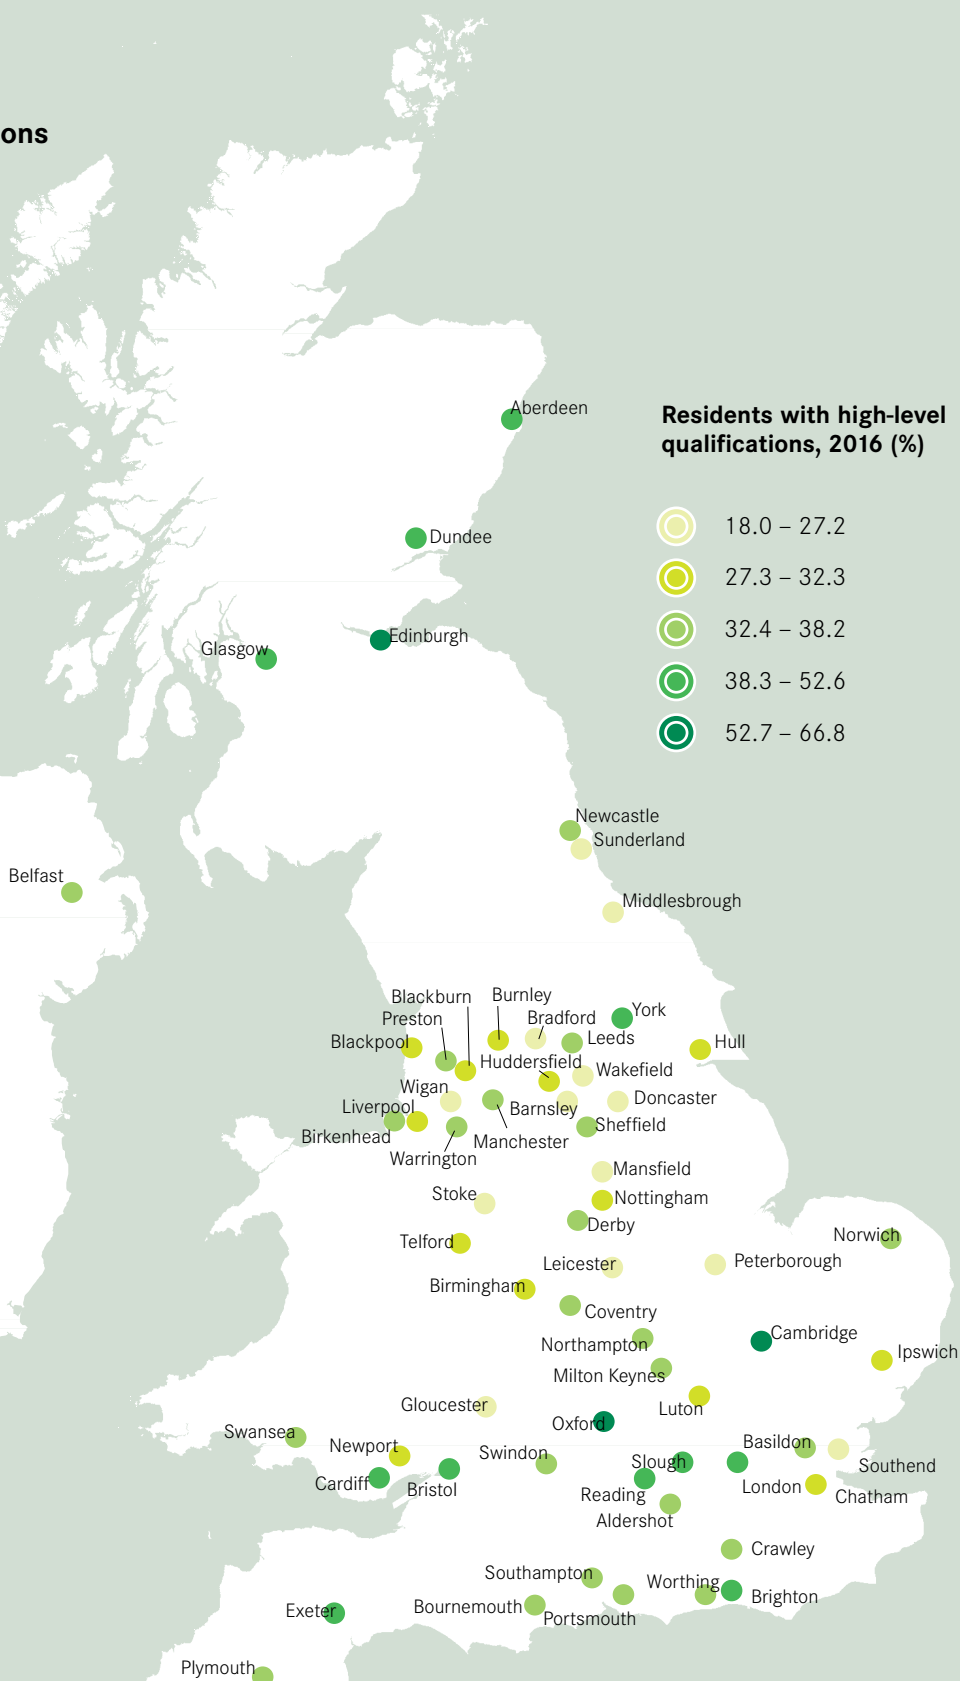 ons
Aberdeen
Residents with high-level
qualifications, 2016 (%)
18.0 – 27.2
Dundee
27.3 – 32.3
32.4 – 38.2
Edinburgh
Glasgow
38.3 – 52.6
52.7 – 66.8
Newcastle
Sunderland
Belfast
Middlesbrough
Blackburn
Burnley
Preston
Bradford
York
Blackpool
Leeds
Hull
Huddersfield
Wakefield
Wigan
Doncaster
Liverpool
Barnsley
Sheffield
Birkenhead
Manchester
Warrington
Mansfield
Stoke
Nottingham
Derby
Norwich
Telford
Leicester
Peterborough
Birmingham
Coventry
Cambridge
Northampton
Ipswich
Milton Keynes
Gloucester
Luton
Oxford
Swansea
Newport
Basildon
Swindon
Slough
Southend
Cardiff
Bristol
London
Reading
Chatham
Aldershot
Crawley
Southampton
Worthing
Brighton
Exeter
Bournemouth
Portsmouth
Plymouth